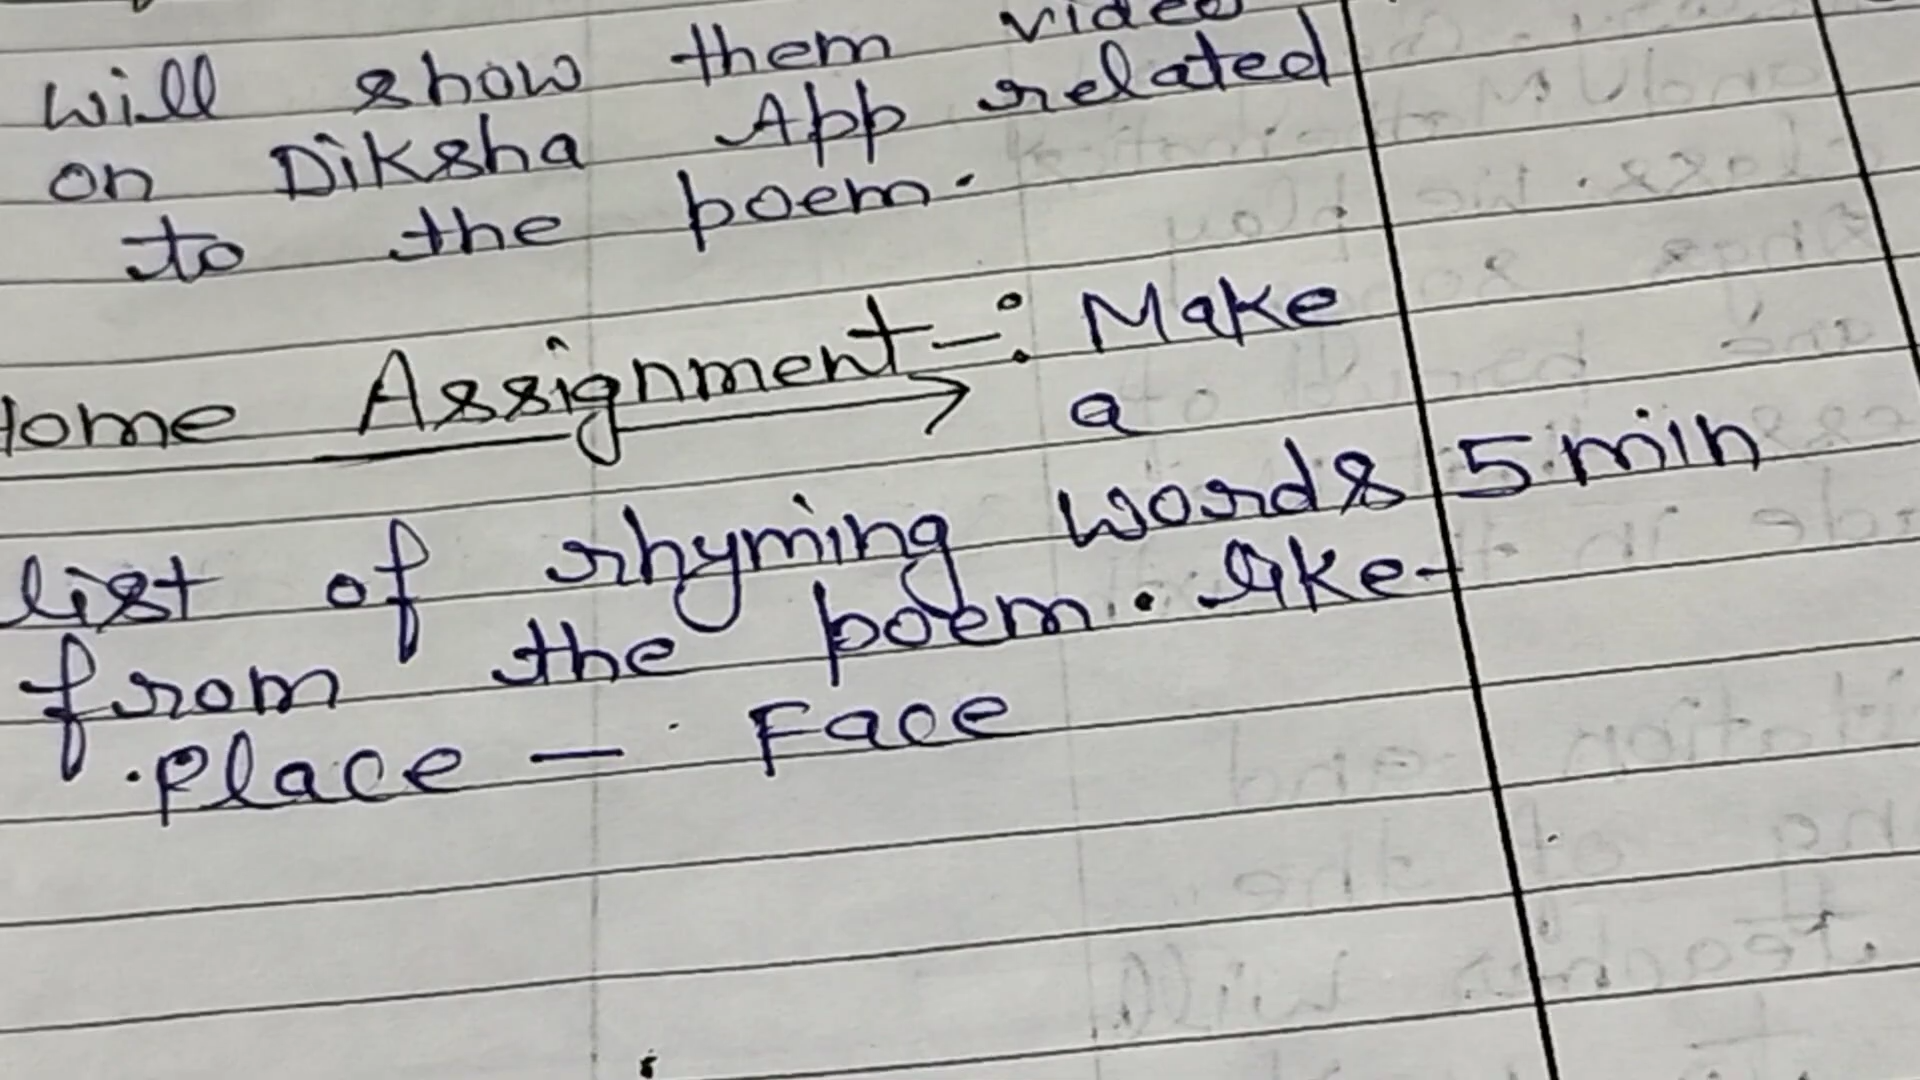 will show them video
on Diksha App related
to the poem.
Home Assignment -: Make
a
list of rhyming words 5 min
from the poem. like-
Place - Face